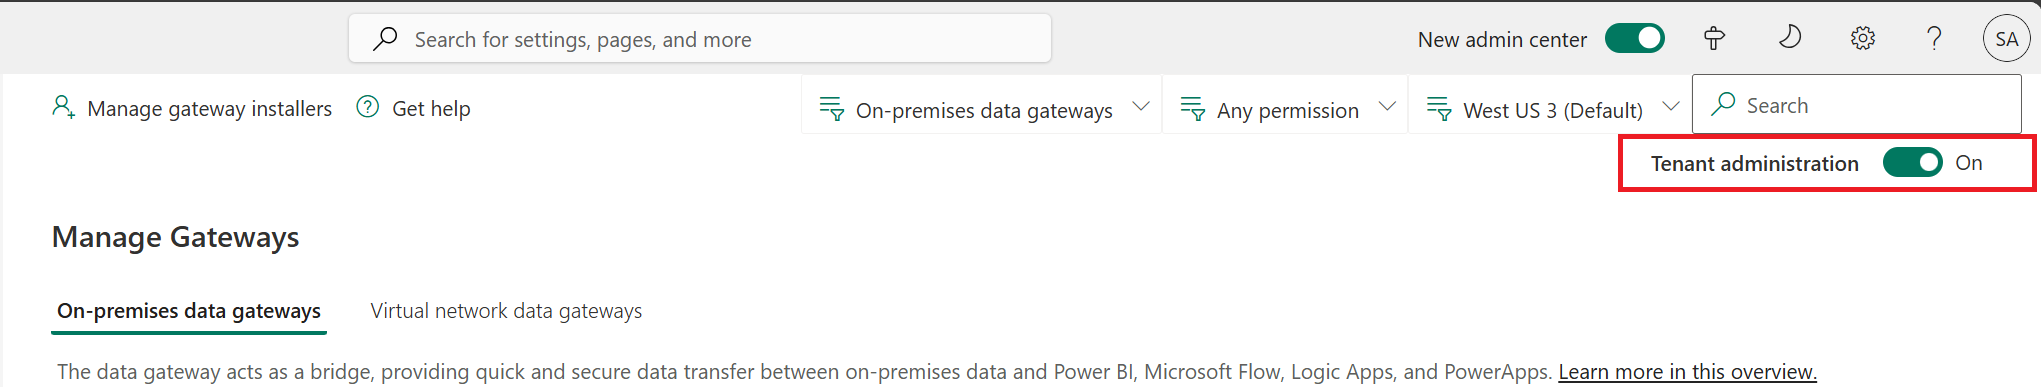 Search for settings, pages, and more
New admin center
SA
Manage gateway installers
Get help
On-premises data gateways
Any permission
West US 3 (Default)
Search
Tenant administration
On
Manage Gateways
On-premises data gateways
Virtual network data gateways
The data gateway acts as a bridge, providing quick and secure data transfer between on-premises data and Power BI, Microsoft Flow, Logic Apps, and PowerApps. Learn more in this overview.